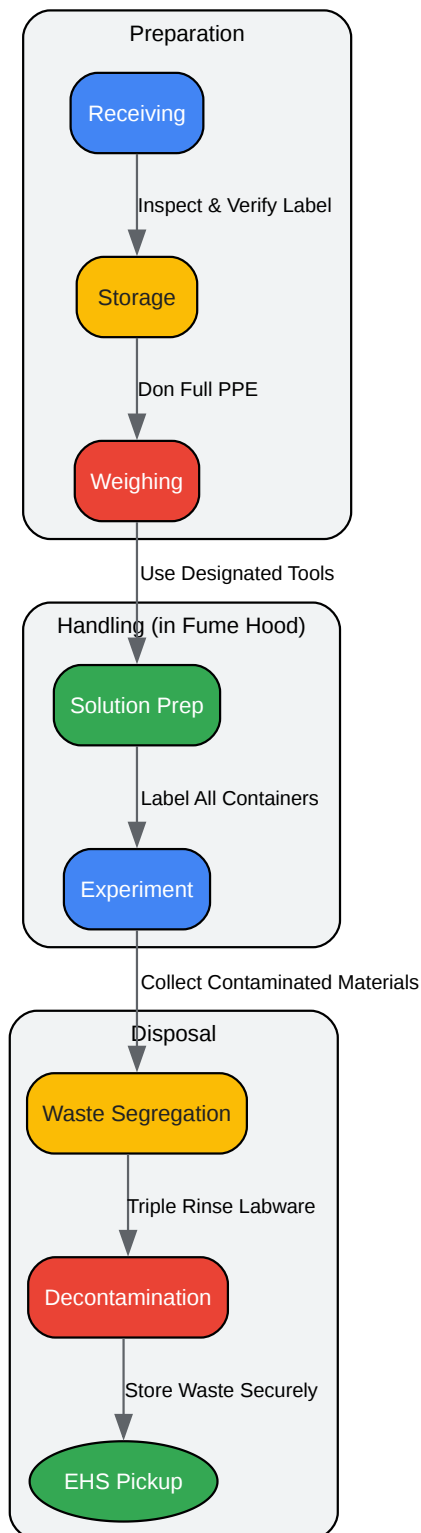 Preparation
Receiving
Inspect & Verify Label
Storage
Don Full PPE
Weighing
Use Designated Tools
Handling (in Fume Hood)
Solution Prep
Label All Containers
Experiment
Collect Contaminated Materials
Disposal
Waste Segregation
Triple Rinse Labware
Decontamination
Store Waste Securely
EHS Pickup